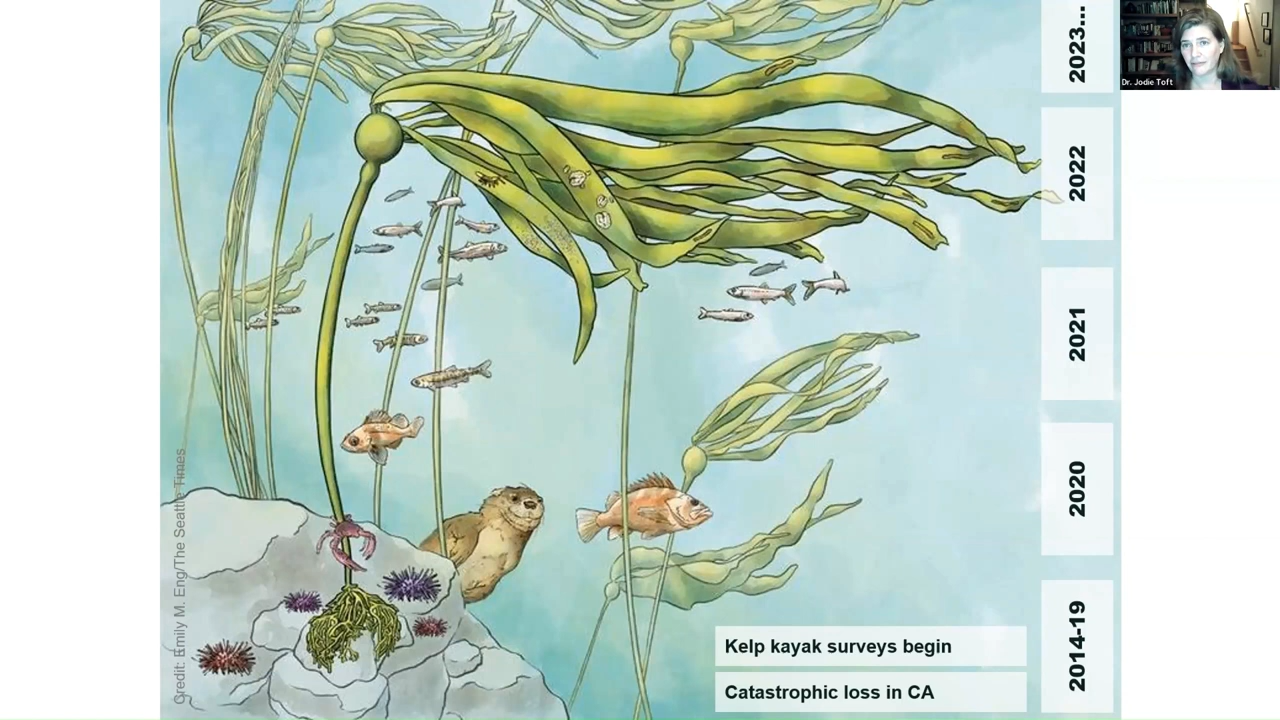 2023...
Dr. Jodie Toft
2022
2021
2020
2014-19
Kelp kayak surveys begin
Catastrophic loss in CA
Credit: Emily M. Eng/The Seattle Times